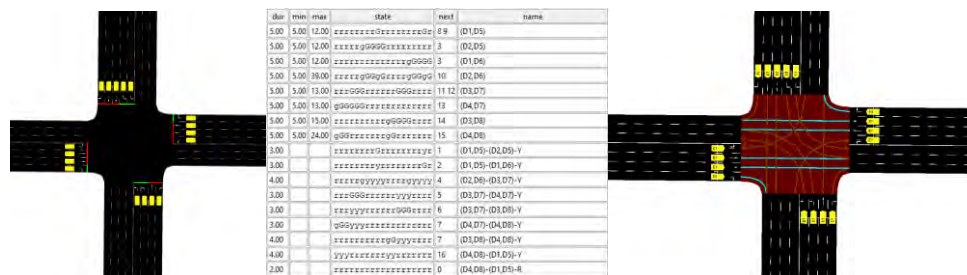 dur min max state next name
5.00 5.00 12.00 rrrrrrrrGrrrrrrrrGr 8 9 (D1,D5)
5.00 5.00 12.00 rrrrrgGGGGrrrrrrrrr 3 (D2,D5)
5.00 5.00 12.00 rrrrrrrrrrrrrrgGGGG 3 (D1,D6)
5.00 5.00 39.00 rrrrrgGGgGrrrrgGGgG 10 (D2,D6)
5.00 5.00 13.00 rrrGGGrrrrrrGGGrrrr 11 12 (D3,D7)
5.00 5.00 13.00 gGGGGGrrrrrrrrrrrrr 13 (D4,D7)
5.00 5.00 15.00 rrrrrrrrrrgGGGGrrrr 14 (D3,D8)
5.00 5.00 24.00 gGGrrrrrrrgGrrrrrrr 15 (D4,D8)
3.00 rrrrrrrrGrrrrrrrryr 1 (D1,D5)-(D2,D5)-Y
3.00 rrrrrrrryrrrrrrrrGr 2 (D1,D5)-(D1,D6)-Y
4.00 rrrrrgyyyyrrrrgyyyy 4 (D2,D6)-(D3,D7)-Y
3.00 rrrGGGrrrrrryyyrrrr 5 (D3,D7)-(D4,D7)-Y
3.00 rrryyyrrrrrrGGGrrrr 6 (D3,D7)-(D3,D8)-Y
3.00 gGGyyyrrrrrrrrrrrrr 7 (D4,D7)-(D4,D8)-Y
4.00 rrrrrrrrrrgGyyyrrrr 7 (D3,D8)-(D4,D8)-Y
4.00 yyyrrrrrrryyrrrrrrr 16 (D4,D8)-(D1,D5)-Y
2.00 rrrrrrrrrrrrrrrrrrr 0 (D4,D8)-(D1,D5)-R